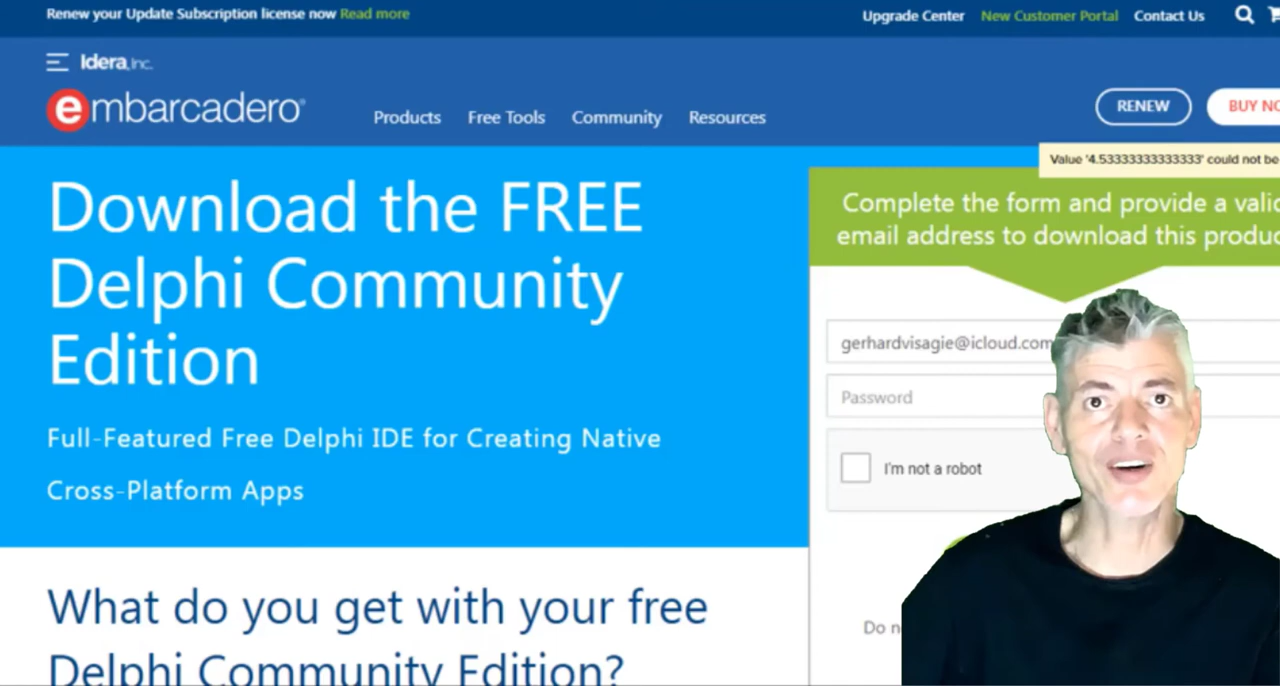 Renew your Update Subscription license now Read more
Upgrade Center New Customer Portal Contact Us
Idera, Inc.
embarcadero®
Products Free Tools Community Resources
RENEW
BUY
Value '4.53333333333333' could not be
Download the FREE
Delphi Community
Edition
Full-Featured Free Delphi IDE for Creating Native
Cross-Platform Apps
Complete the form and provide a
email address to download this
gerhardvisagie@icloud.com
Password
I'm not a robot
Do
What do you get with your free
Delphi Community Edition?